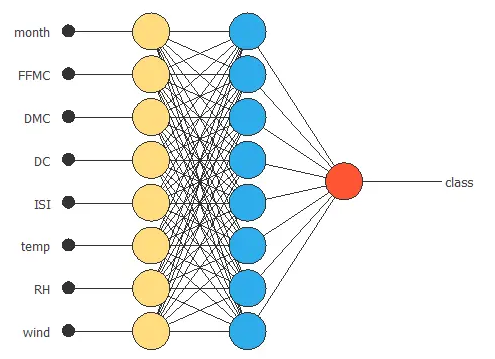 month
FFMC
DMC
DC
ISI
temp
RH
wind
class